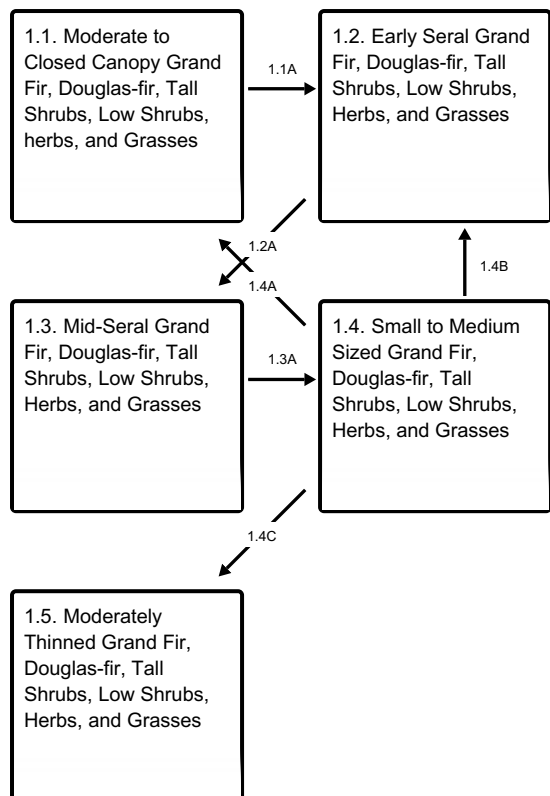 1.1. Moderate to
Closed Canopy Grand
Fir, Douglas-fir, Tall
Shrubs, Low Shrubs,
herbs, and Grasses
1.1A
1.2. Early Seral Grand
Fir, Douglas-fir, Tall
Shrubs, Low Shrubs,
Herbs, and Grasses
1.2A
1.4A
1.4B
1.3. Mid-Seral Grand
Fir, Douglas-fir, Tall
Shrubs, Low Shrubs,
Herbs, and Grasses
1.3A
1.4. Small to Medium
Sized Grand Fir,
Douglas-fir, Tall
Shrubs, Low Shrubs,
Herbs, and Grasses
1.4C
1.5. Moderately
Thinned Grand Fir,
Douglas-fir, Tall
Shrubs, Low Shrubs,
Herbs, and Grasses